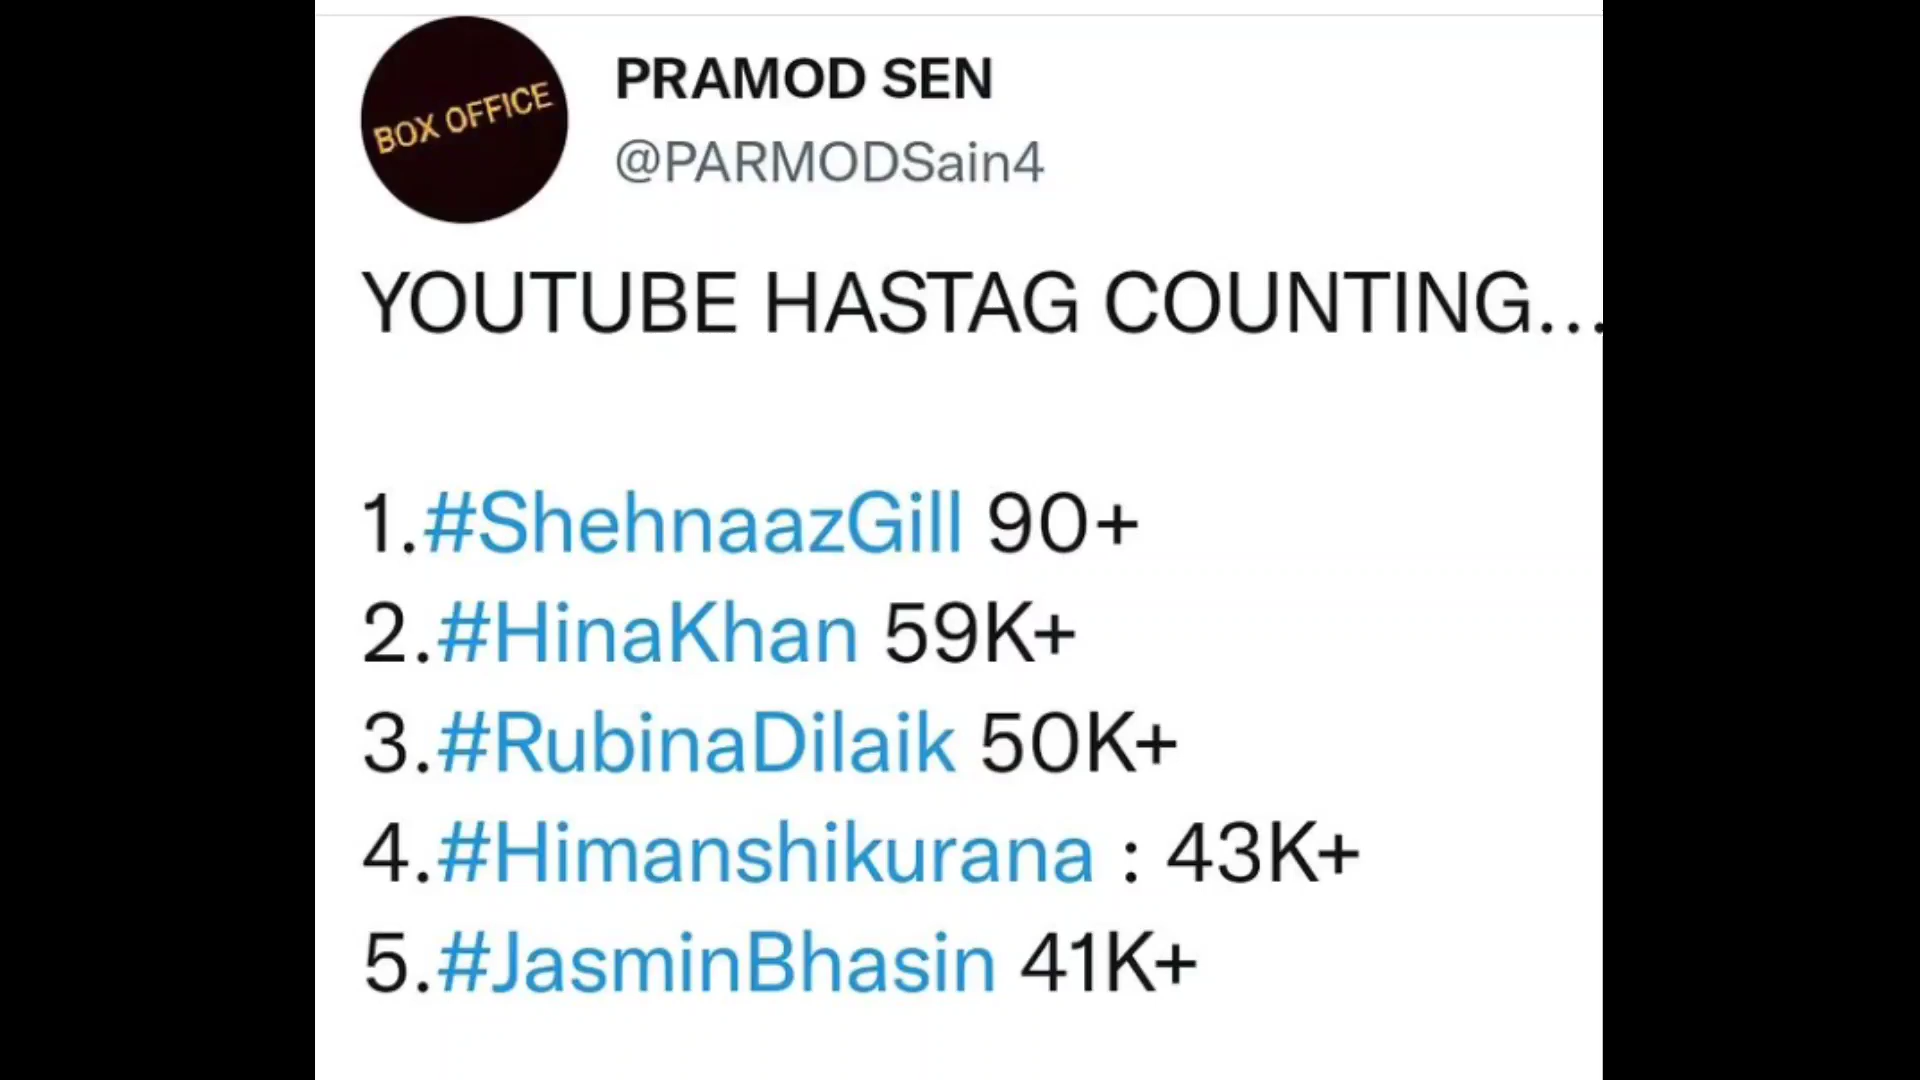 BOX OFFICE
PRAMOD SEN
@PARMODSain4
YOUTUBE HASTAG COUNTING...
1.#ShehnaazGill 90+
2.#HinaKhan 59K+
3.#RubinaDilaik 50K+
4.#Himanshikurana : 43K+
5.#JasminBhasin 41K+